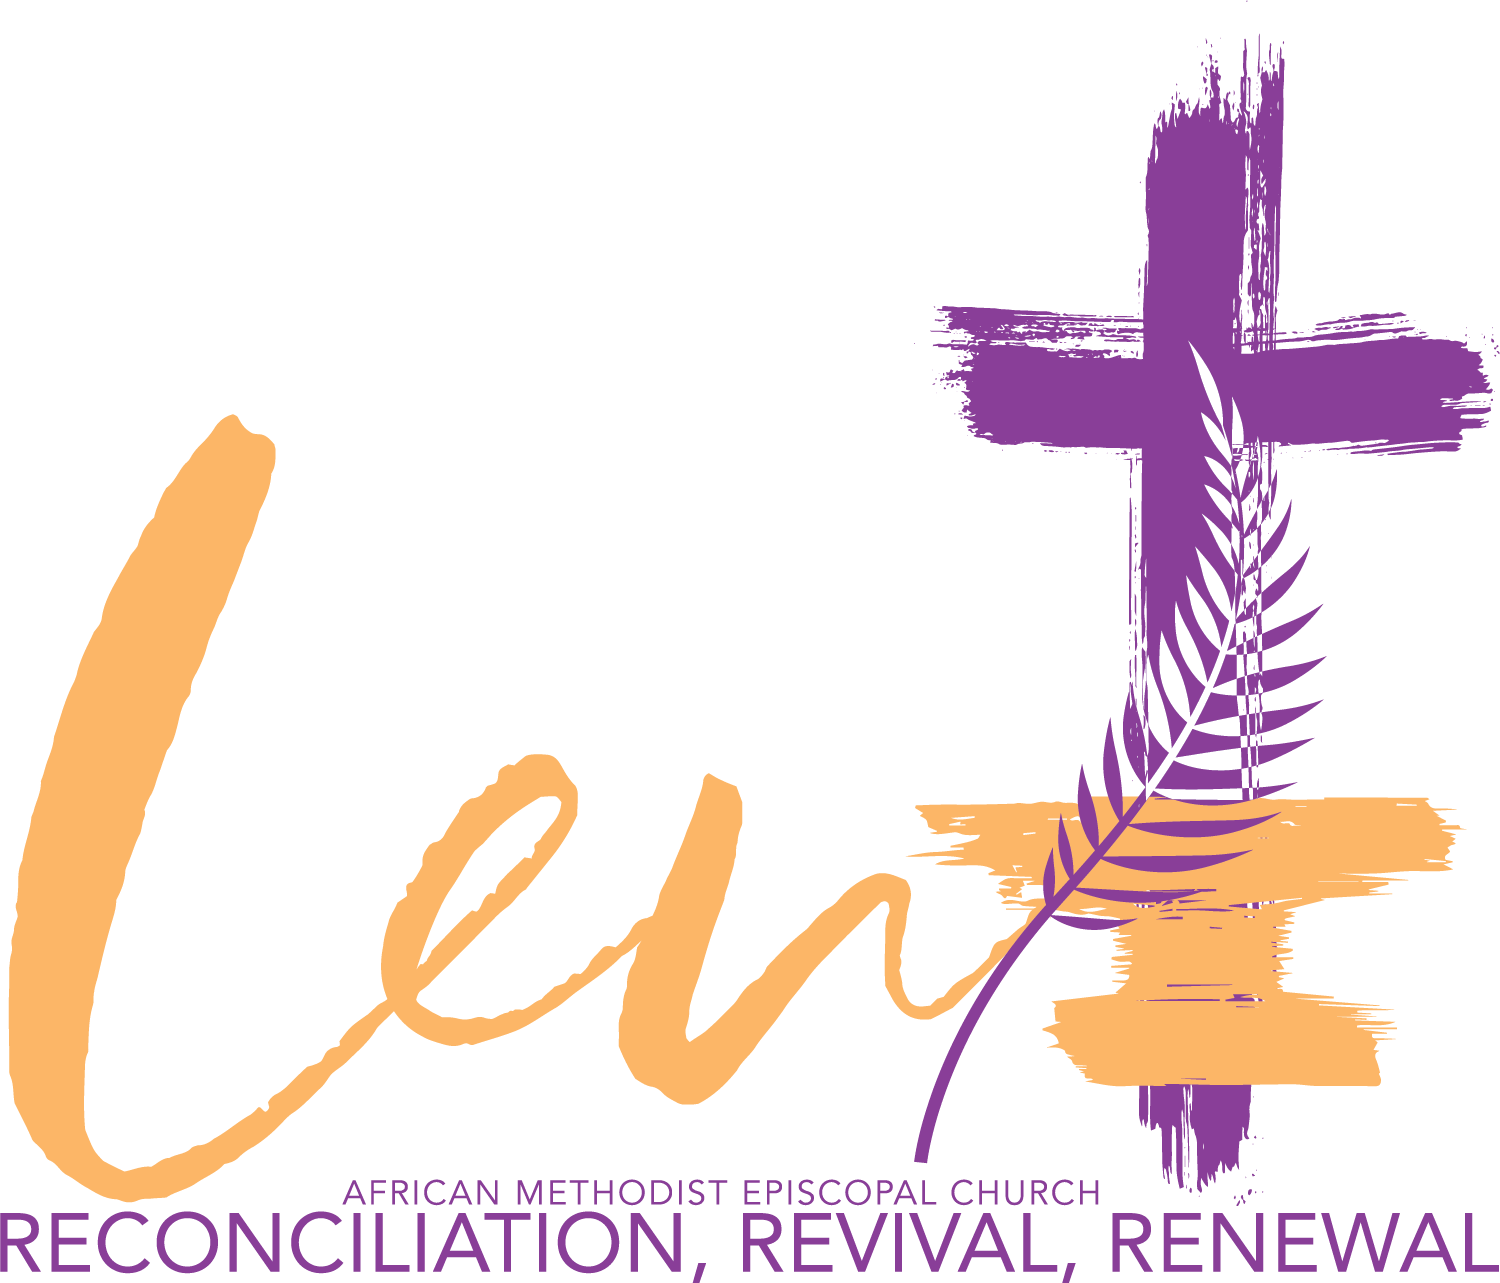 Lent
AFRICAN METHODIST EPISCOPAL CHURCH
RECONCILIATION, REVIVAL, RENEWAL